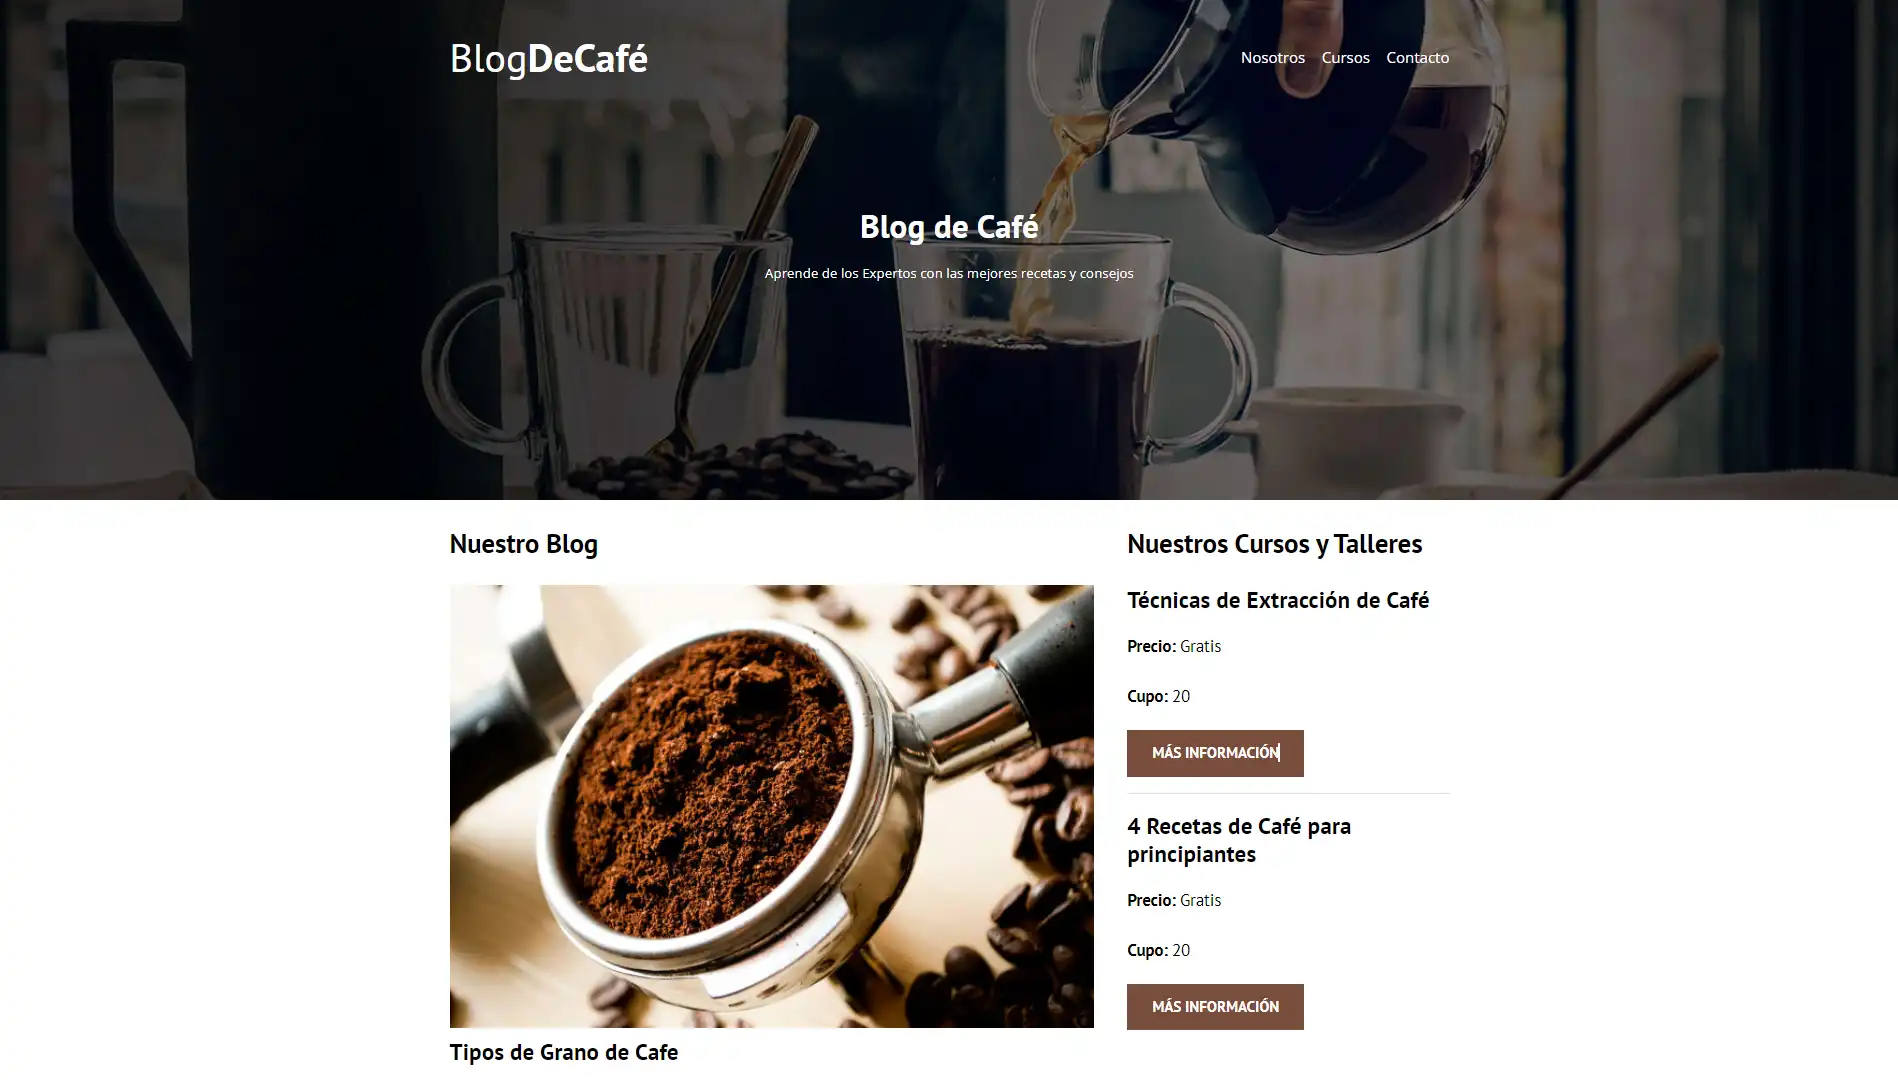 BlogDeCafé
Nosotros Cursos Contacto
Blog de Café
Aprende de los Expertos con las mejores recetas y consejos
Nuestro Blog
Tipos de Grano de Cafe
Nuestros Cursos y Talleres
Técnicas de Extracción de Café
Precio: Gratis
Cupo: 20
MÁS INFORMACIÓN
4 Recetas de Café para
principiantes
Precio: Gratis
Cupo: 20
MÁS INFORMACIÓN